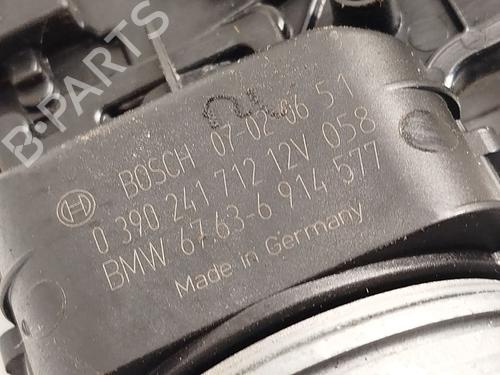 BOSCH 07-02-06 51
0 390 241 712 12V 058
BMW 67.63-6 914 577
Made in Germany
B-Parts